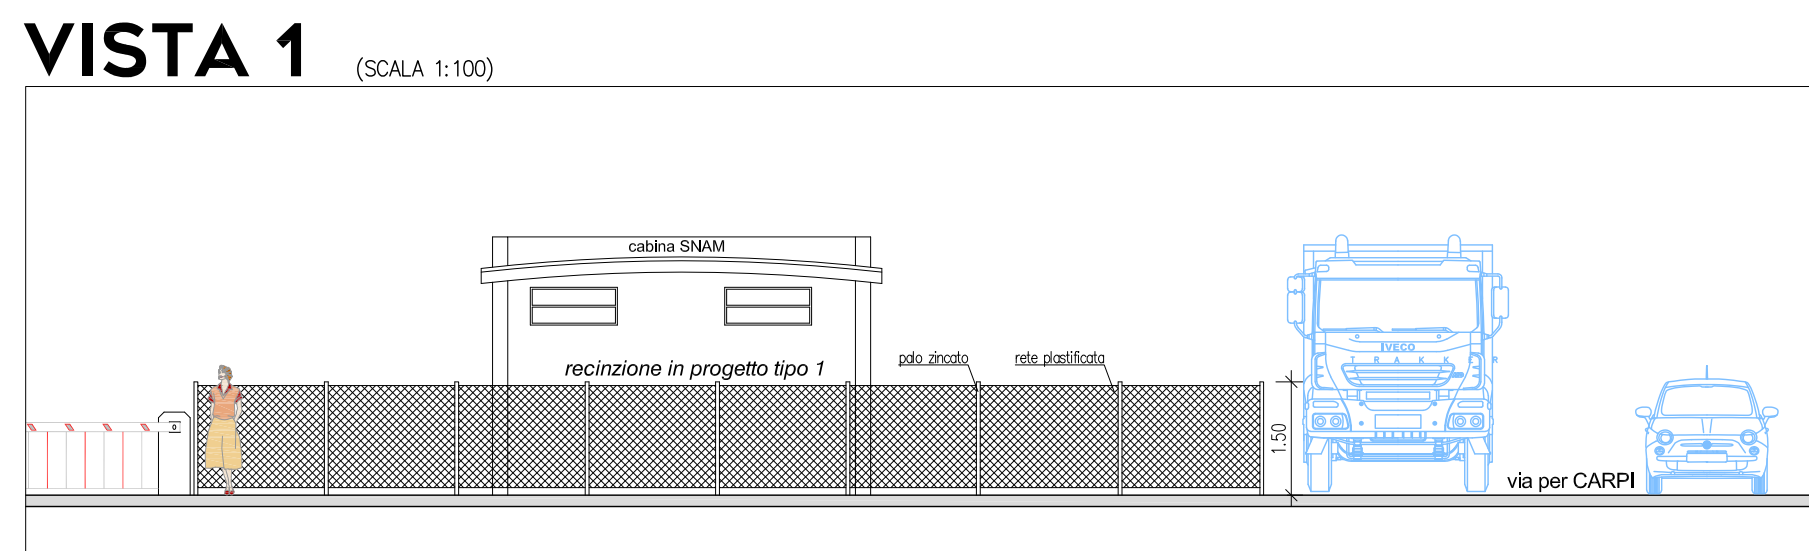 VISTA 1
(SCALA 1:100)
cabina SNAM
recinzione in progetto tipo 1
palo zincato
rete plastificata
IVECO
TRAKKER
1.50
via per CARPI